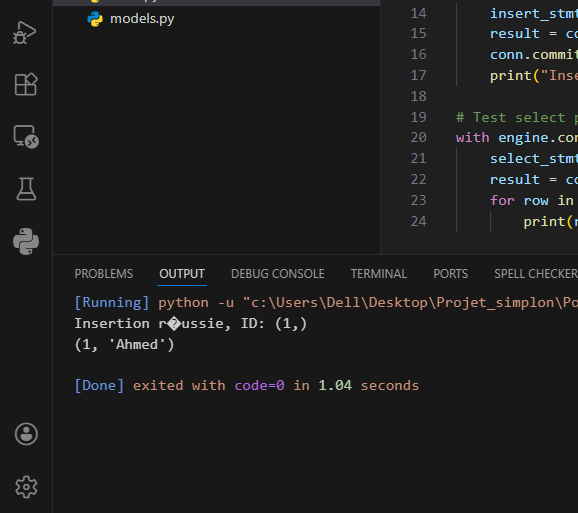 models.py
14 insert_stmt
15 result = co
16 conn.commit
17 print("Inse
18
19 # Test select p
20 with engine.con
21 select_stmt
22 result = co
23 for row in
24 print(r
PROBLEMS OUTPUT DEBUG CONSOLE TERMINAL PORTS SPELL CHECKER
[Running] python -u "c:\Users\Dell\Desktop\Projet_simplon\Po
Insertion r�ussie, ID: (1,)
(1, 'Ahmed')
[Done] exited with code=0 in 1.04 seconds